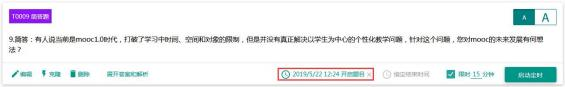 T0009 简答题
A A
9.简答：有人说当前是mooc1.0时代，打破了学习中时间、空间和对象的限制，但是并没有真正解决以学生为中心的个性化教学问题，针对这个问题，您对mooc的未来发展有何想
法？
编辑 克隆 删除 展开答案和解析 2019/5/22 12:24 开启题目 × 指定结束时间 限时 15 分钟 启动定时